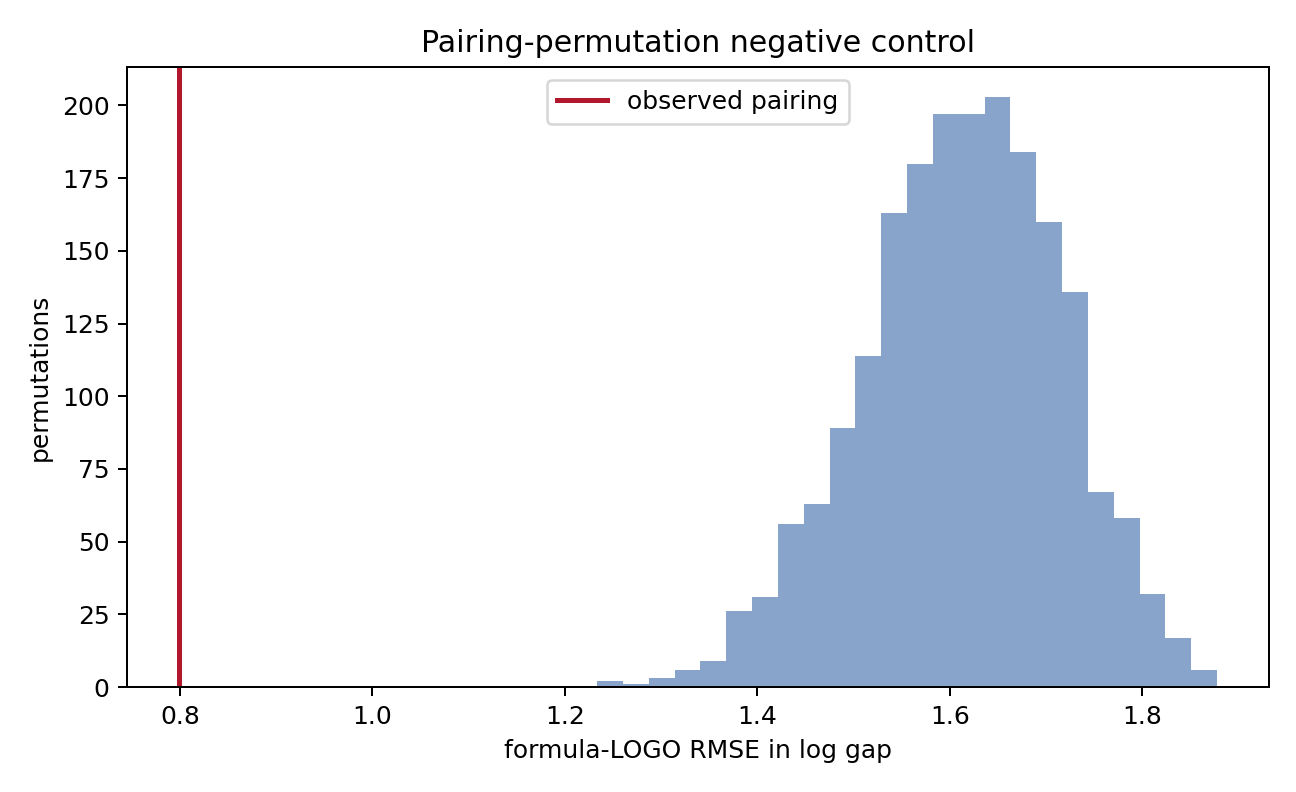 Pairing-permutation negative control
observed pairing
permutations
200
175
150
125
100
75
50
25
0
0.8 1.0 1.2 1.4 1.6 1.8
formula-LOGO RMSE in log gap